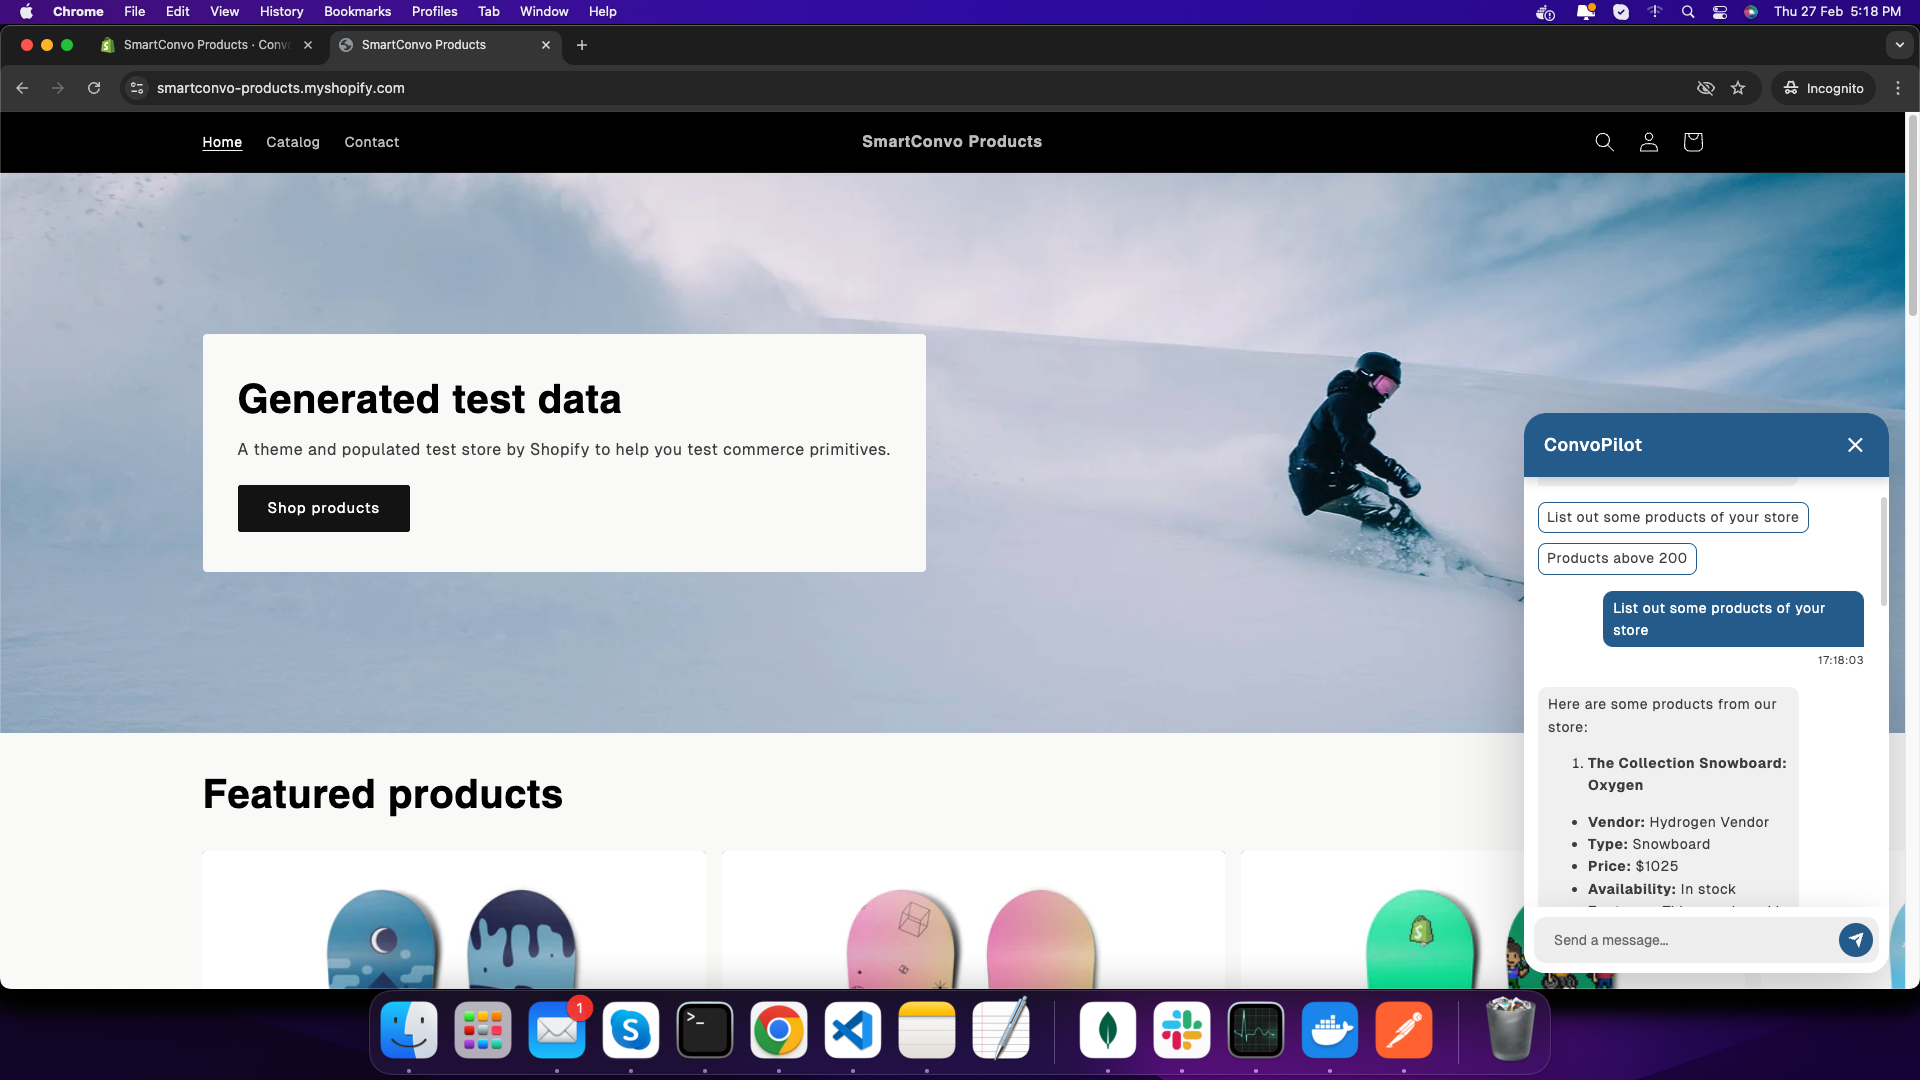 Chrome File Edit View History Bookmarks Profiles Tab Window Help
Thu 27 Feb 5:18 PM
SmartConvo Products · Conv
SmartConvo Products
smartconvo-products.myshopify.com
Incognito
Home Catalog Contact
SmartConvo Products
Generated test data
A theme and populated test store by Shopify to help you test commerce primitives.
Shop products
Featured products
ConvoPilot
List out some products of your store
Products above 200
List out some products of your
store
17:18:03
Here are some products from our
store:
1. The Collection Snowboard:
Oxygen
• Vendor: Hydrogen Vendor
• Type: Snowboard
• Price: $1025
• Availability: In stock
Send a message...
1